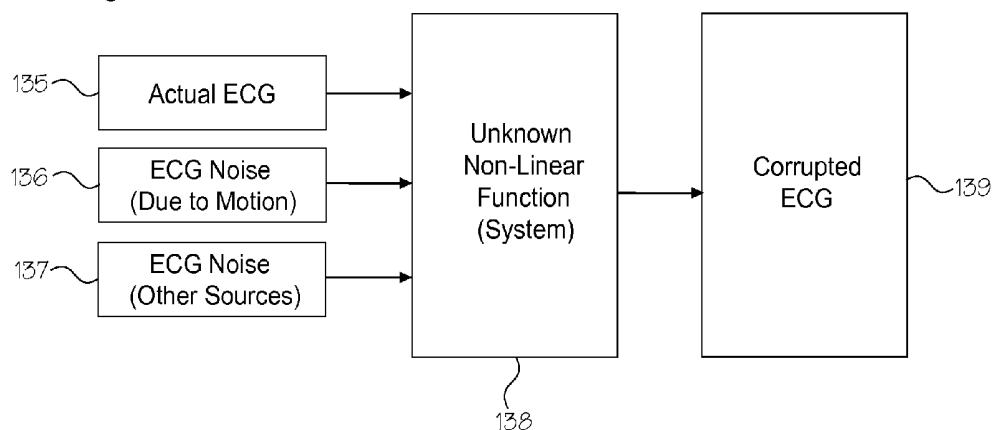 135
Actual ECG
136
ECG Noise
(Due to Motion)
137
ECG Noise
(Other Sources)
Unknown
Non-Linear
Function
(System)
138
Corrupted
ECG
139